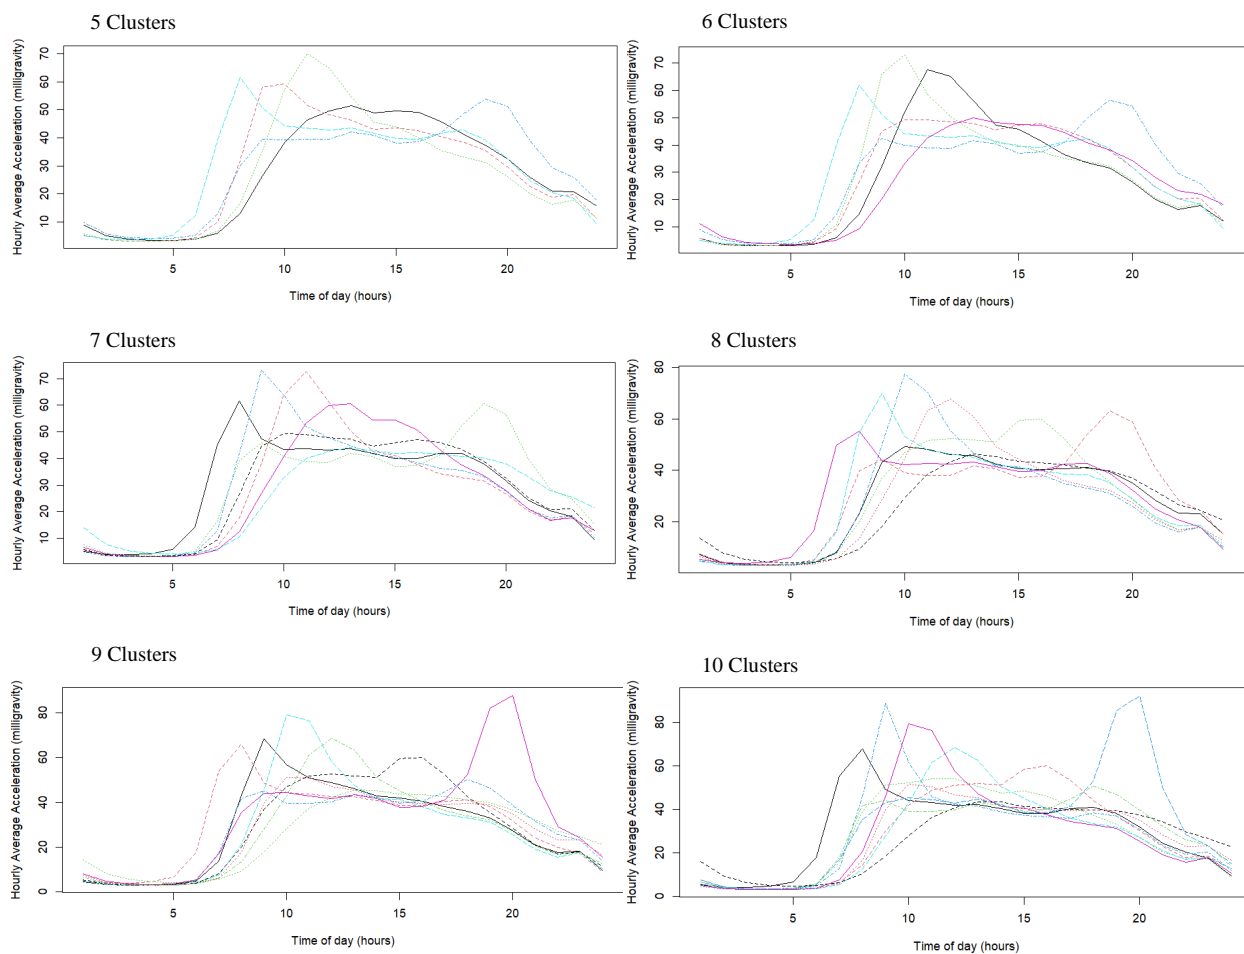 5 Clusters
6 Clusters
Hourly Average Acceleration (milligravity)
10 20 30 40 50 60 70
5 10 15 20
Time of day (hours)
Hourly Average Acceleration (milligravity)
10 20 30 40 50 60 70
5 10 15 20
Time of day (hours)
7 Clusters
8 Clusters
Hourly Average Acceleration (milligravity)
10 20 30 40 50 60 70
5 10 15 20
Time of day (hours)
Hourly Average Acceleration (milligravity)
20 40 60 80
5 10 15 20
Time of day (hours)
9 Clusters
10 Clusters
Hourly Average Acceleration (milligravity)
0 20 40 60 80
5 10 15 20
Time of day (hours)
Hourly Average Acceleration (milligravity)
0 20 40 60 80
5 10 15 20
Time of day (hours)